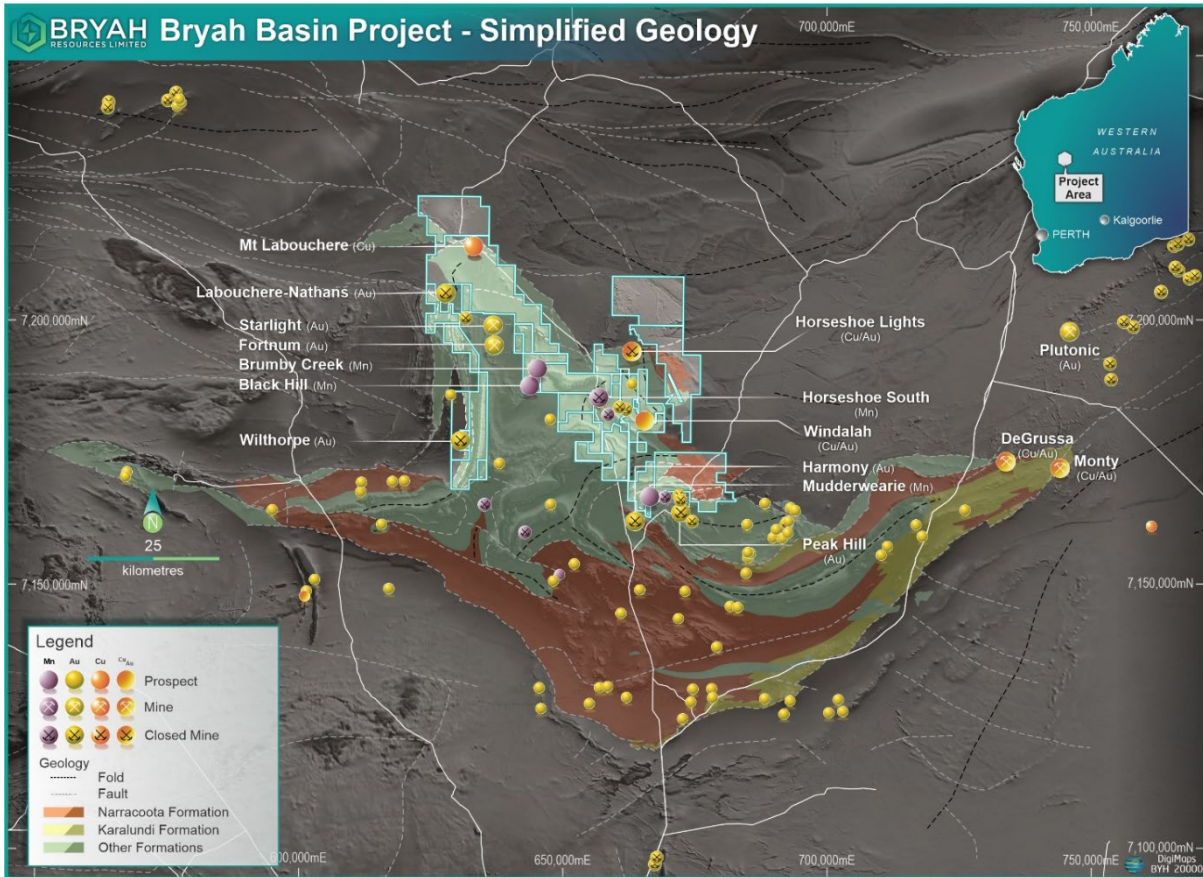 BRYAH
RESOURCES LIMITED
Bryah Basin Project - Simplified Geology
700,000mE
750,000mE
WESTERN
AUSTRALIA
Project
Area
Kalgoorlie
PERTH
Mt Labouchere (Cu)
Labouchere-Nathans (Au)
7,200,000mN
Starlight (Au)
Fortnum (Au)
Brumby Creek (Mn)
Black Hill (Mn)
Wilthorpe (Au)
Horseshoe Lights
(Cu/Au)
7,200,000mN
Plutonic
(Au)
Horseshoe South
(Mn)
Windalah
(Cu/Au)
Harmony (Au)
Mudderwearie (Mn)
DeGrussa
(Cu/Au)
Monty
(Cu/Au)
Peak Hill
(Au)
N
25
kilometres
7,150,000mN
7,150,000mN
Legend
Mn Au Cu Cu Au
Prospect
Mine
Closed Mine
Geology
Fold
Fault
Narracoota Formation
Karalundi Formation
Other Formations
600,000mE
650,000mE
700,000mE
750,000mE
7,100,000mN
DigiMaps
BYH 20000